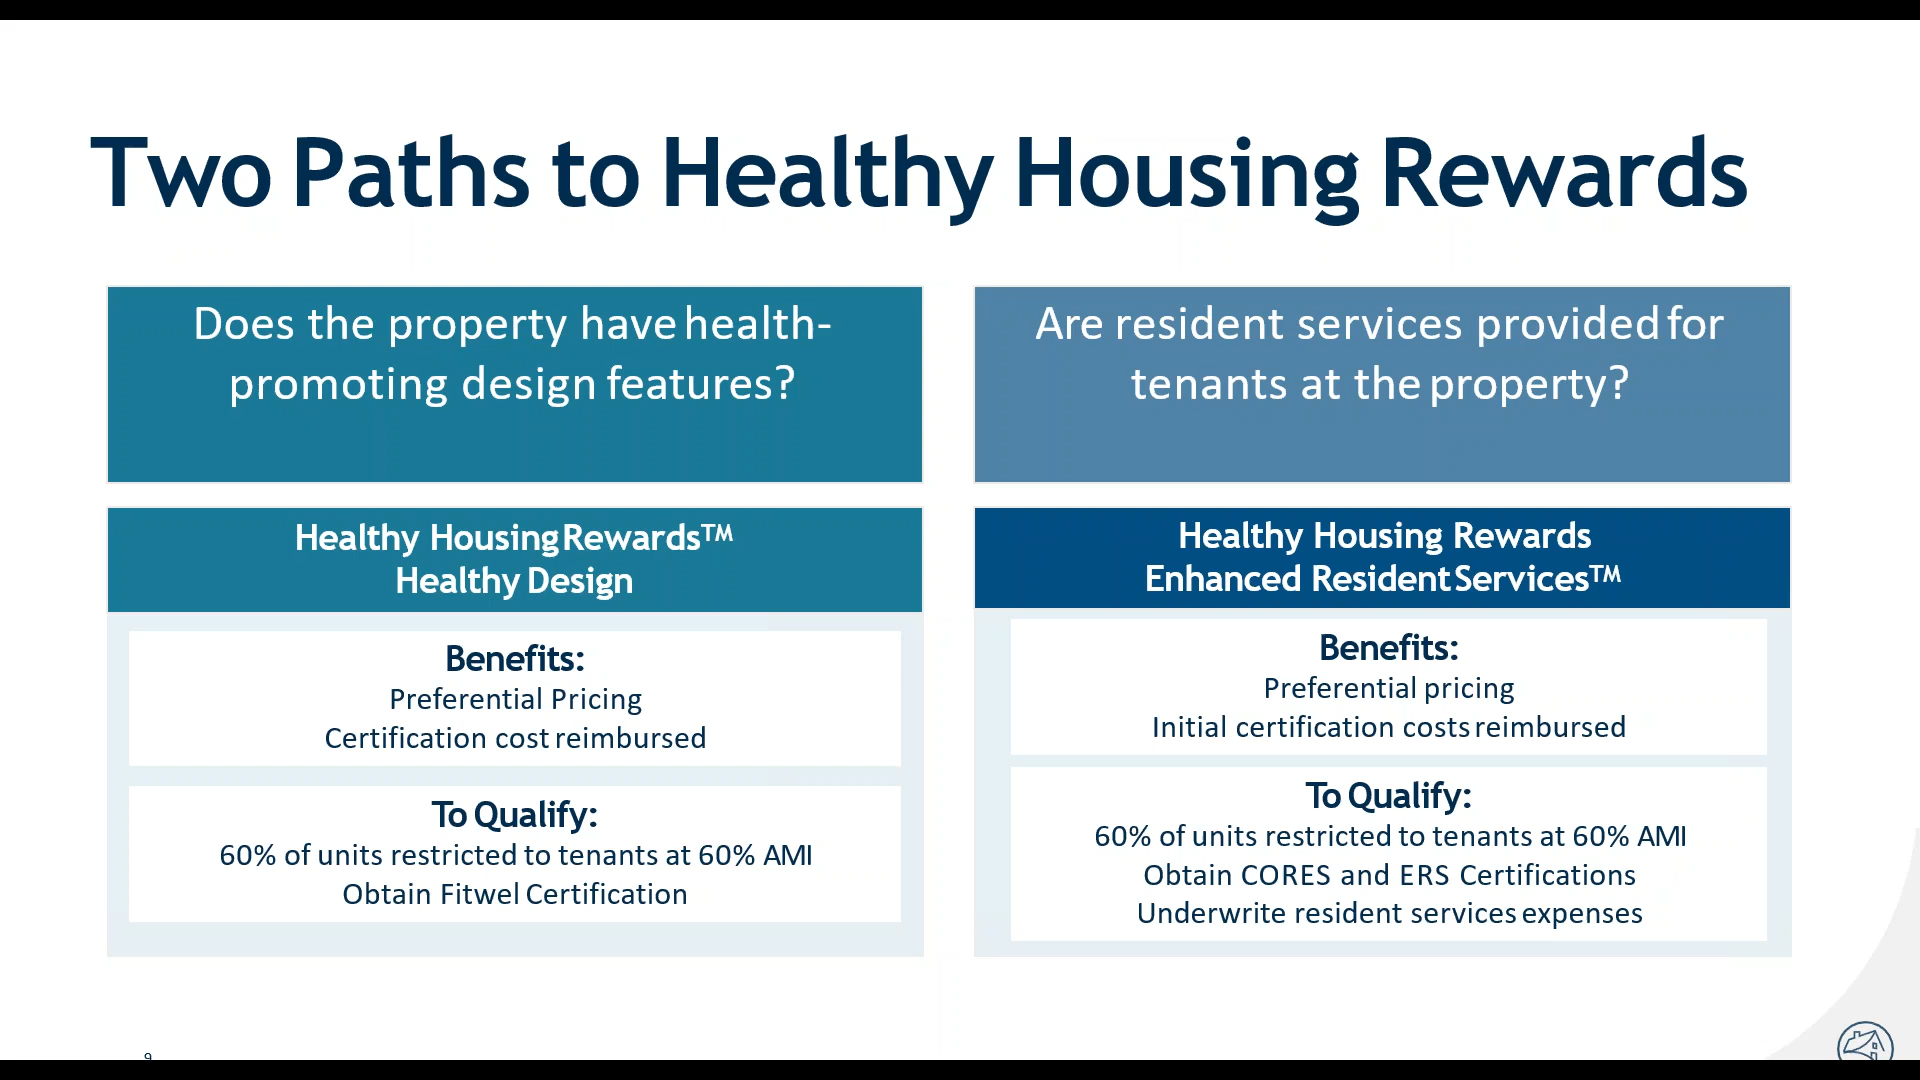 Two Paths to Healthy Housing Rewards
Does the property have health-
promoting design features?
Healthy Housing Rewards™
Healthy Design
Benefits:
Preferential Pricing
Certification cost reimbursed
To Qualify:
60% of units restricted to tenants at 60% AMI
Obtain Fitwel Certification
Are resident services provided for
tenants at the property?
Healthy Housing Rewards
Enhanced Resident Services™
Benefits:
Preferential pricing
Initial certification costs reimbursed
To Qualify:
60% of units restricted to tenants at 60% AMI
Obtain CORES and ERS Certifications
Underwrite resident services expenses
9